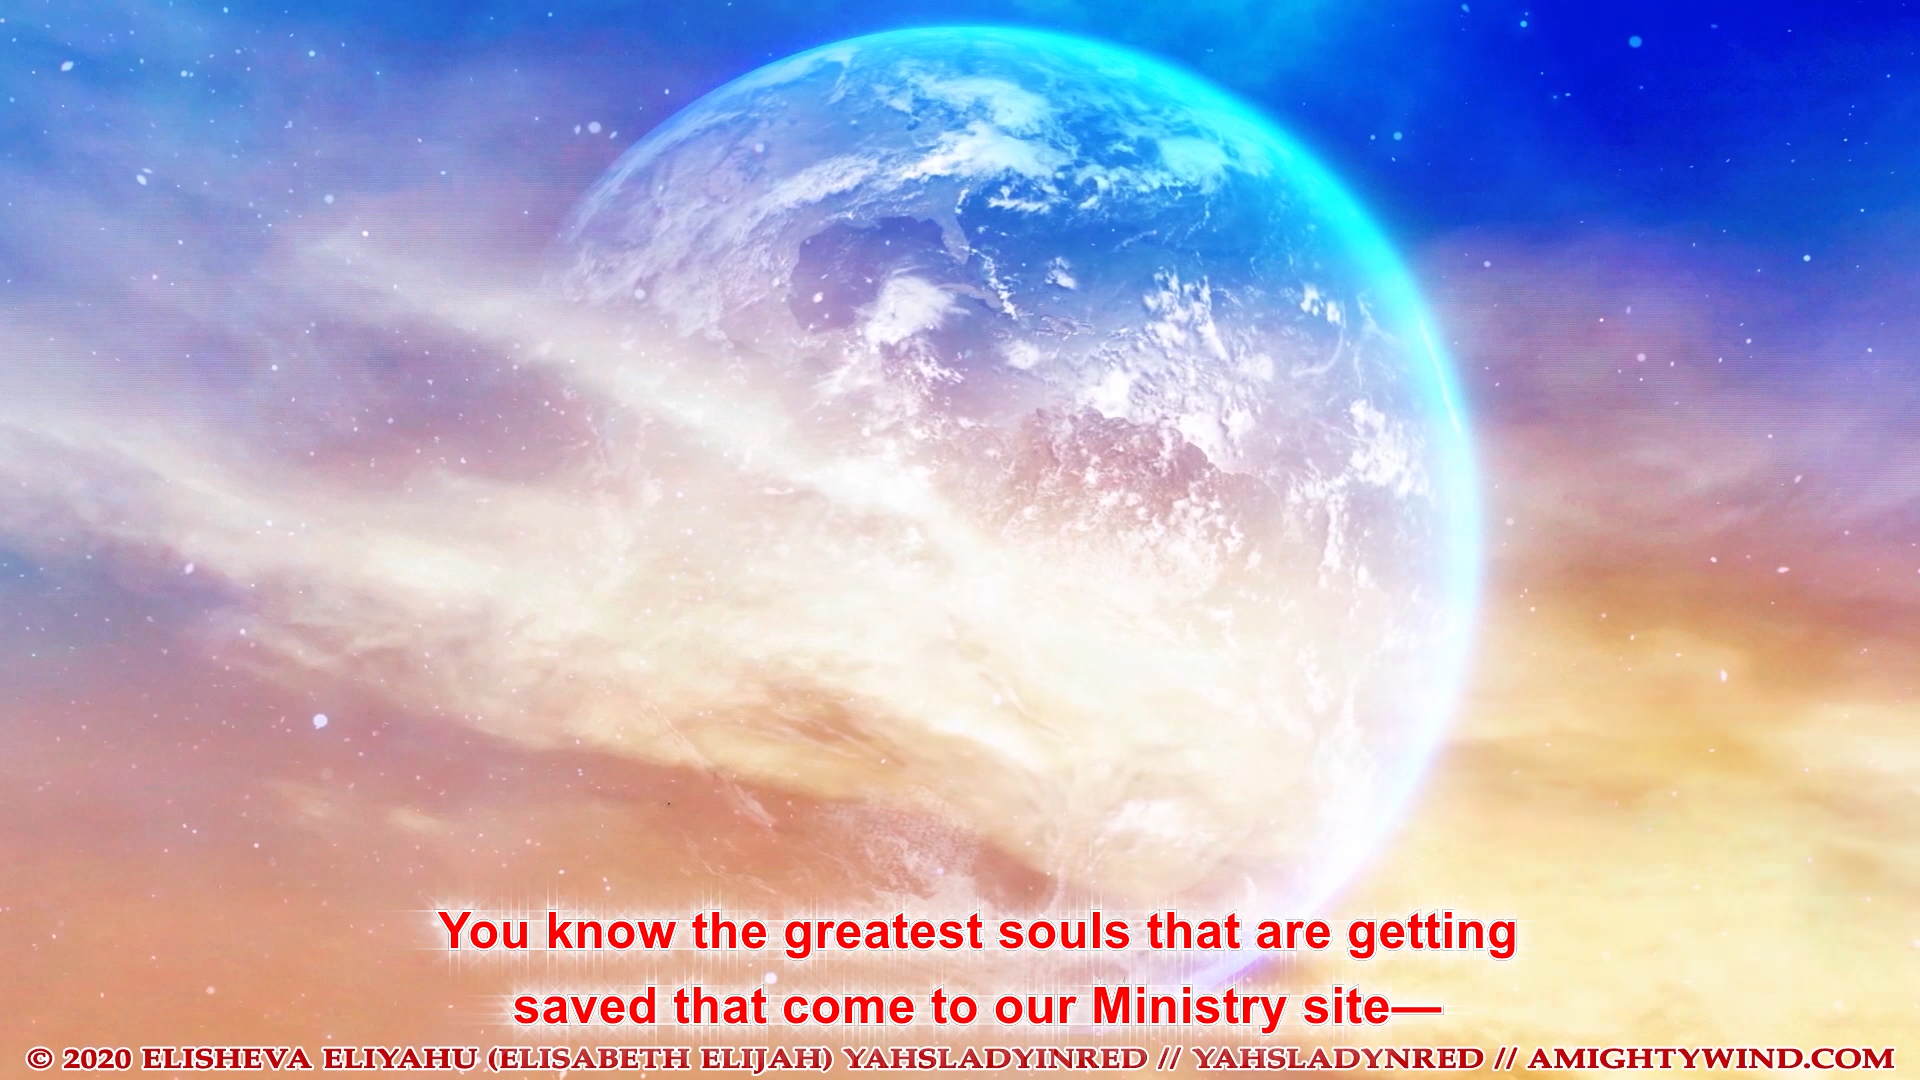 You know the greatest souls that are getting
saved that come to our Ministry site—
© 2020 ELISHEVA ELIYAHU (ELISABETH ELIJAH) YAHSLADYINRED // YAHSLADYNRED // AMIGHTYWIND.COM